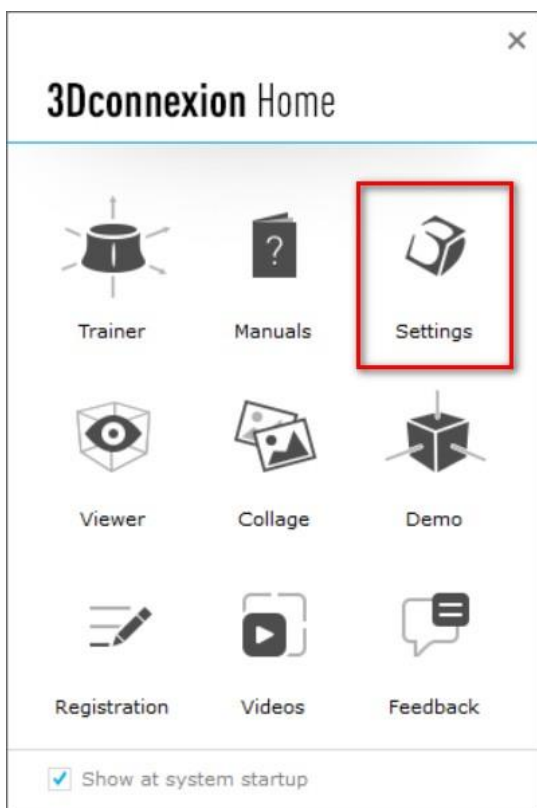 3Dconnexion Home
Trainer Manuals Settings
Viewer Collage Demo
Registration Videos Feedback
Show at system startup